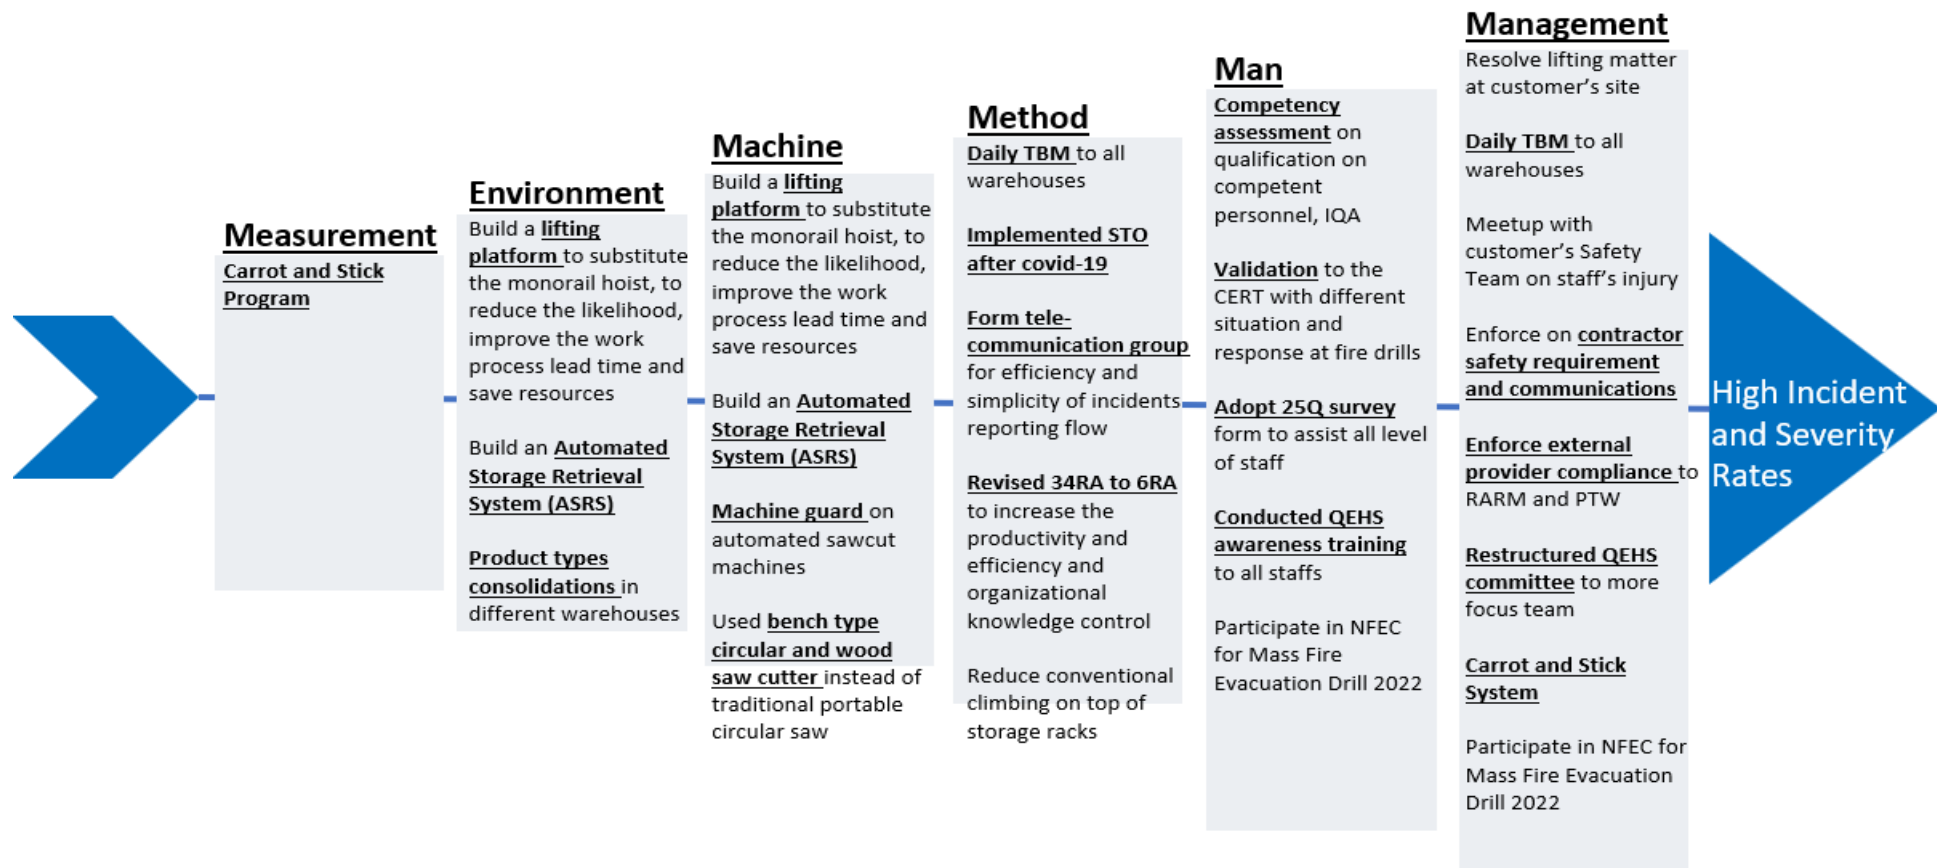 Measurement
Carrot and Stick
Program
Environment
Build a lifting
platform to substitute
the monorail hoist, to
reduce the likelihood,
improve the work
process lead time and
save resources
Build an Automated
Storage Retrieval
System (ASRS)
Product types
consolidations in
different warehouses
Machine
Build a lifting
platform to substitute
the monorail hoist, to
reduce the likelihood,
improve the work
process lead time and
save resources
Build an Automated
Storage Retrieval
System (ASRS)
Machine guard on
automated sawcut
machines
Used bench type
circular and wood
saw cutter instead of
traditional portable
circular saw
Method
Daily TBM to all
warehouses
Implemented STO
after covid-19
Form tele-
communication group
for efficiency and
simplicity of incidents
reporting flow
Revised 34RA to 6RA
to increase the
productivity and
efficiency and
organizational
knowledge control
Reduce conventional
climbing on top of
storage racks
Man
Competency
assessment on
qualification on
competent
personnel, IQA
Validation to the
CERT with different
situation and
response at fire drills
Adopt 25Q survey
form to assist all level
of staff
Conducted QEHS
awareness training
to all staffs
Participate in NFEC
for Mass Fire
Evacuation Drill 2022
Management
Resolve lifting matter
at customer's site
Daily TBM to all
warehouses
Meetup with
customer's Safety
Team on staff's injury
Enforce on contractor
safety requirement
and communications
Enforce external
provider compliance to
RARM and PTW
Restructured QEHS
committee to more
focus team
Carrot and Stick
System
Participate in NFEC for
Mass Fire Evacuation
Drill 2022
High Incident
and Severity
Rates